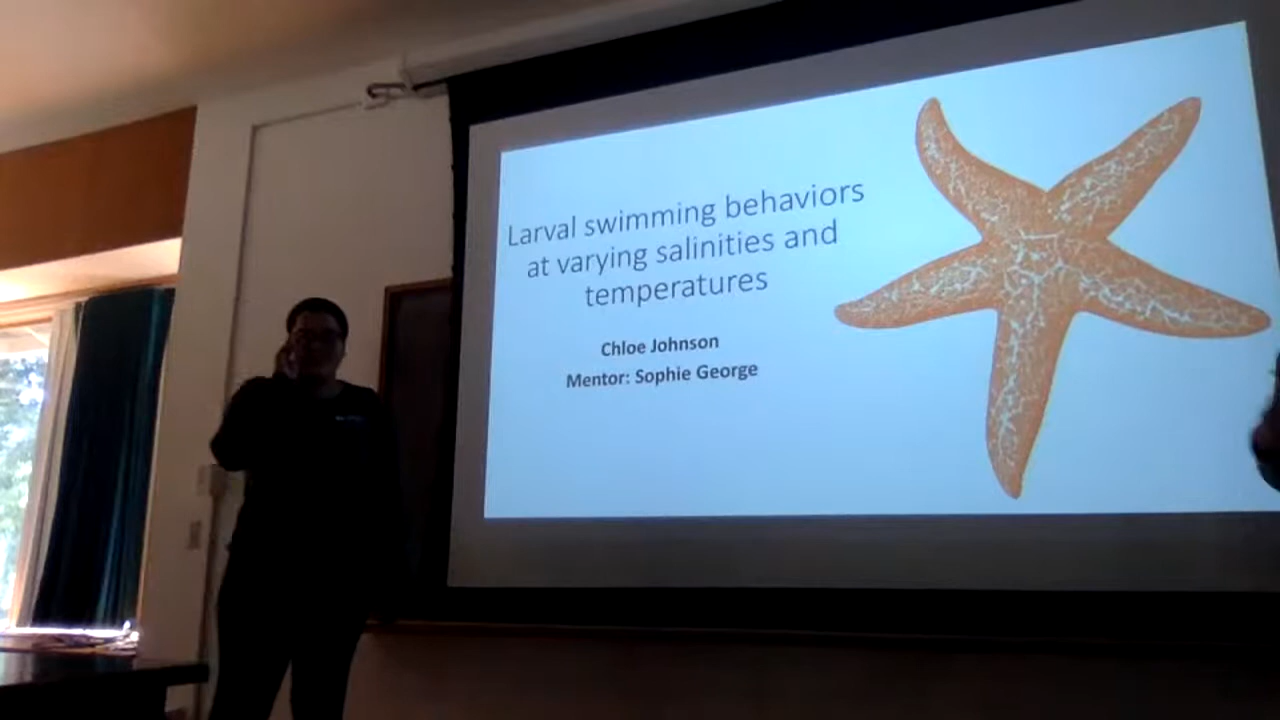 Larval swimming behaviors
at varying salinities and
temperatures
Chloe Johnson
Mentor: Sophie George